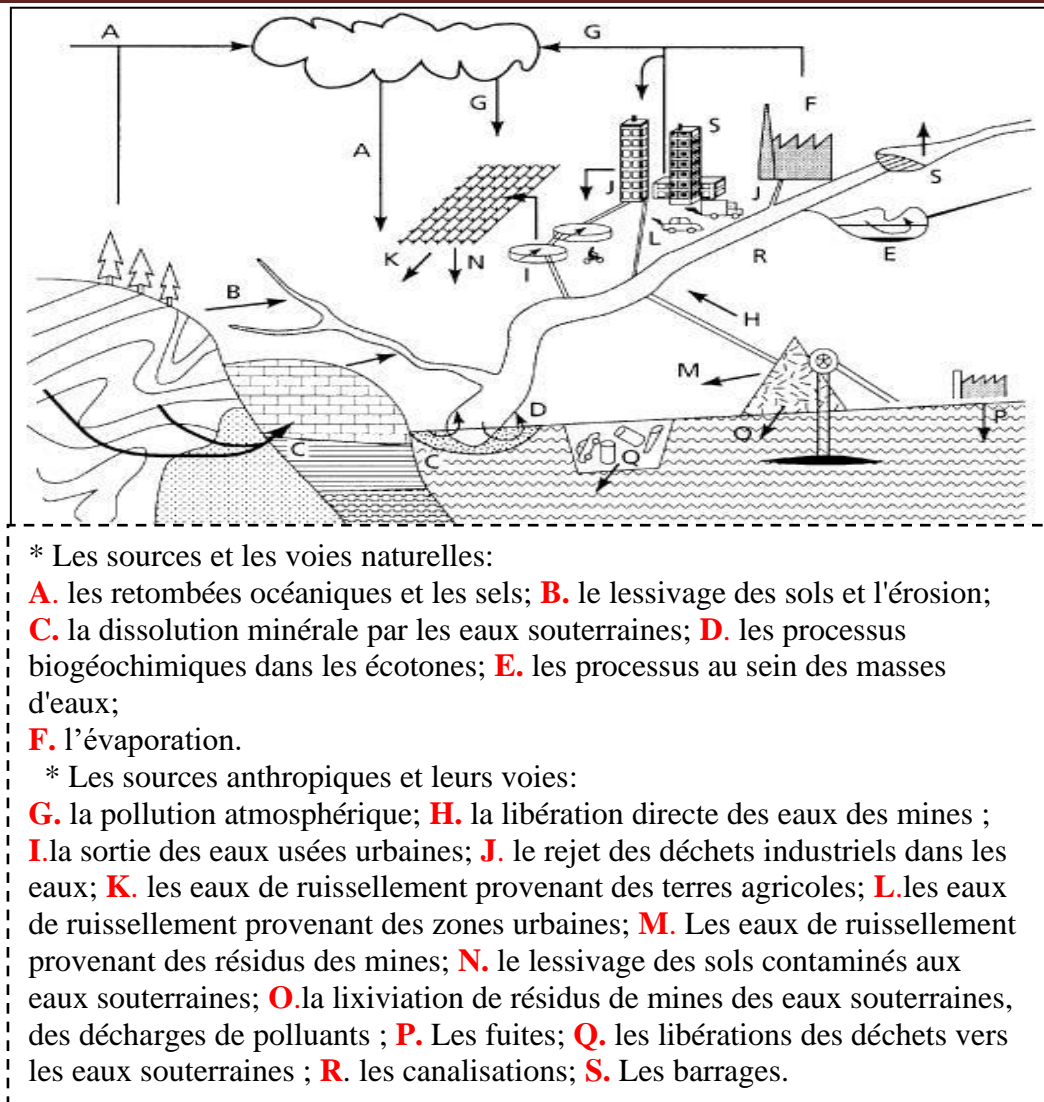 A G
F
G S
A
J J S
L
K N I R E
B
H
M
D
P
O
C C
Q
* Les sources et les voies naturelles:
A. les retombées océaniques et les sels; B. le lessivage des sols et l'érosion;
C. la dissolution minérale par les eaux souterraines; D. les processus
biogéochimiques dans les écotones; E. les processus au sein des masses
d'eaux;
F. l’évaporation.
* Les sources anthropiques et leurs voies:
G. la pollution atmosphérique; H. la libération directe des eaux des mines ;
I.la sortie des eaux usées urbaines; J. le rejet des déchets industriels dans les
eaux; K. les eaux de ruissellement provenant des terres agricoles; L.les eaux
de ruissellement provenant des zones urbaines; M. Les eaux de ruissellement
provenant des résidus des mines; N. le lessivage des sols contaminés aux
eaux souterraines; O.la lixiviation de résidus de mines des eaux souterraines,
des décharges de polluants ; P. Les fuites; Q. les libérations des déchets vers
les eaux souterraines ; R. les canalisations; S. Les barrages.